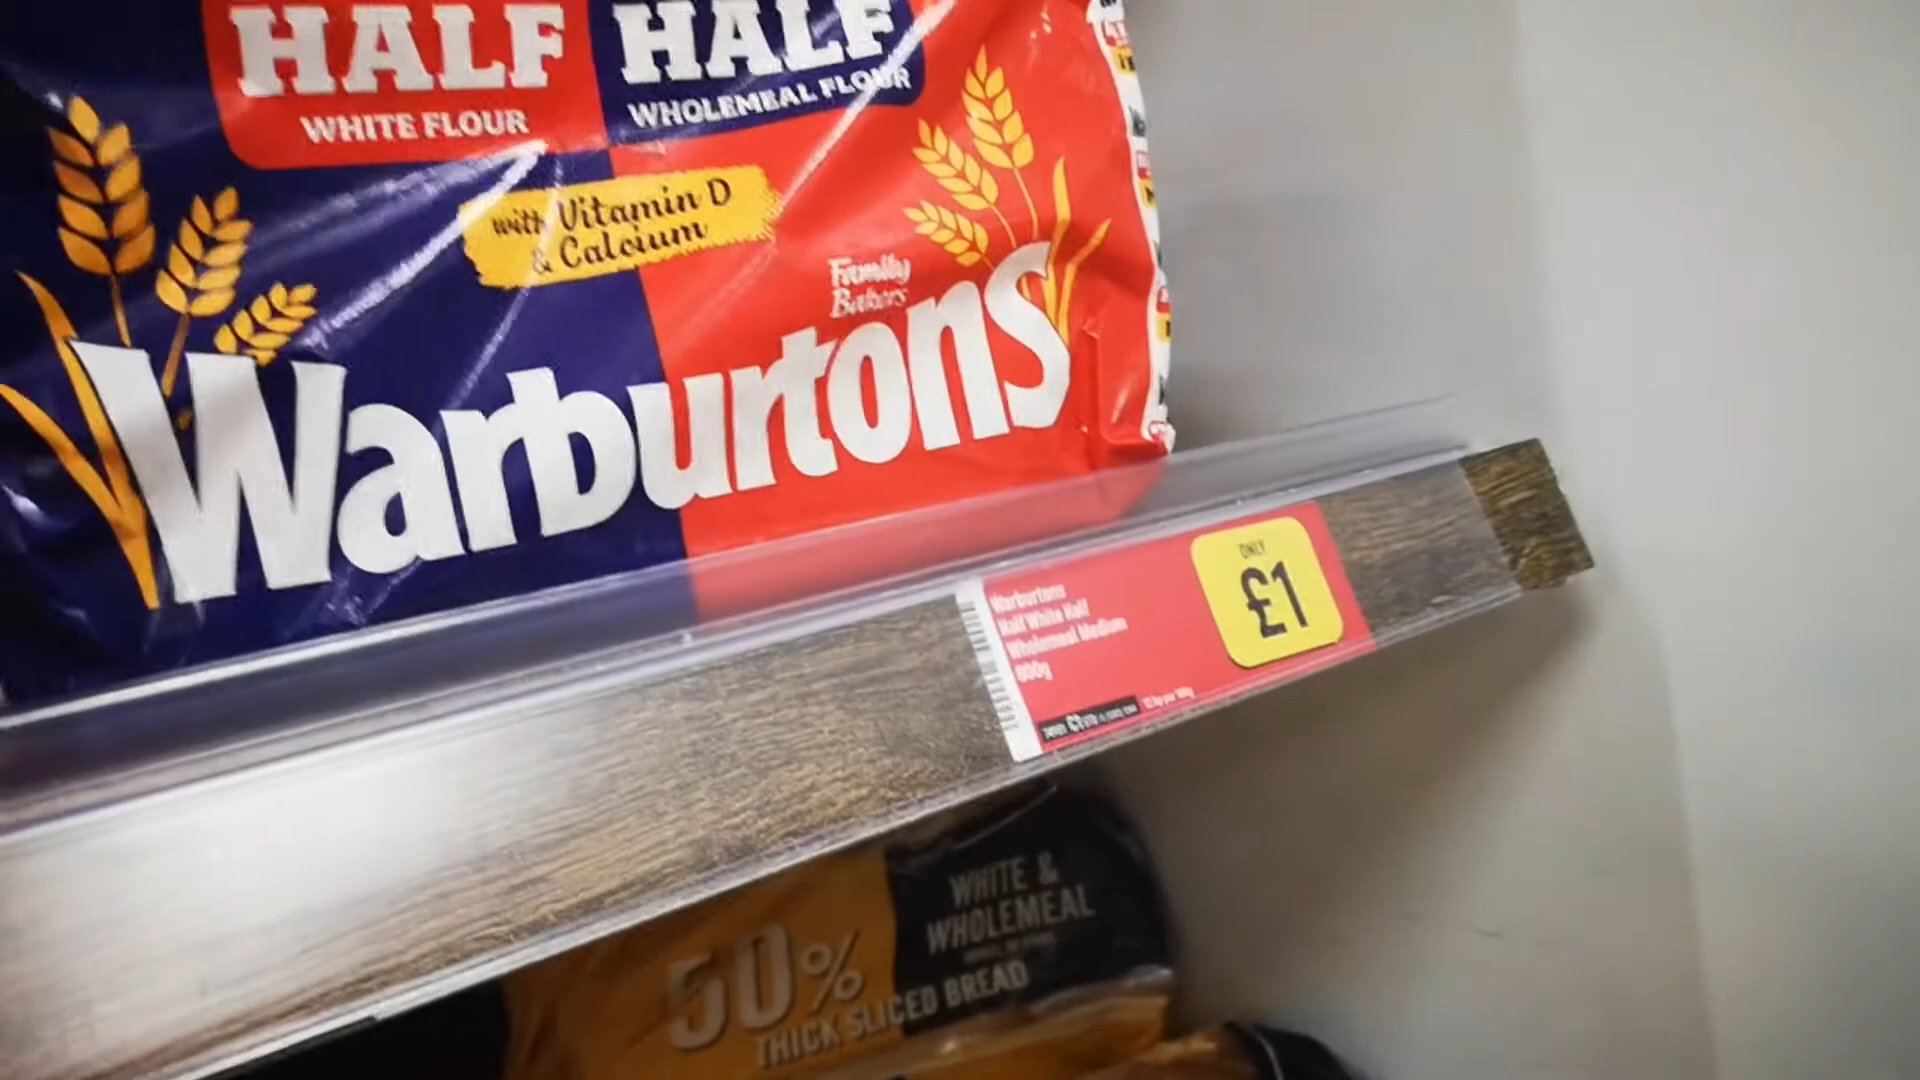 HALF
WHITE FLOUR
HALF
WHOLEMEAL FLOUR
with Vitamin D
& Calcium
Family
Bakers
Warburtons
Warburtons
Half White Half
Wholemeal Medium
800g
ONLY
£1
WHITE &
WHOLEMEAL
50%
THICK SLICED BREAD